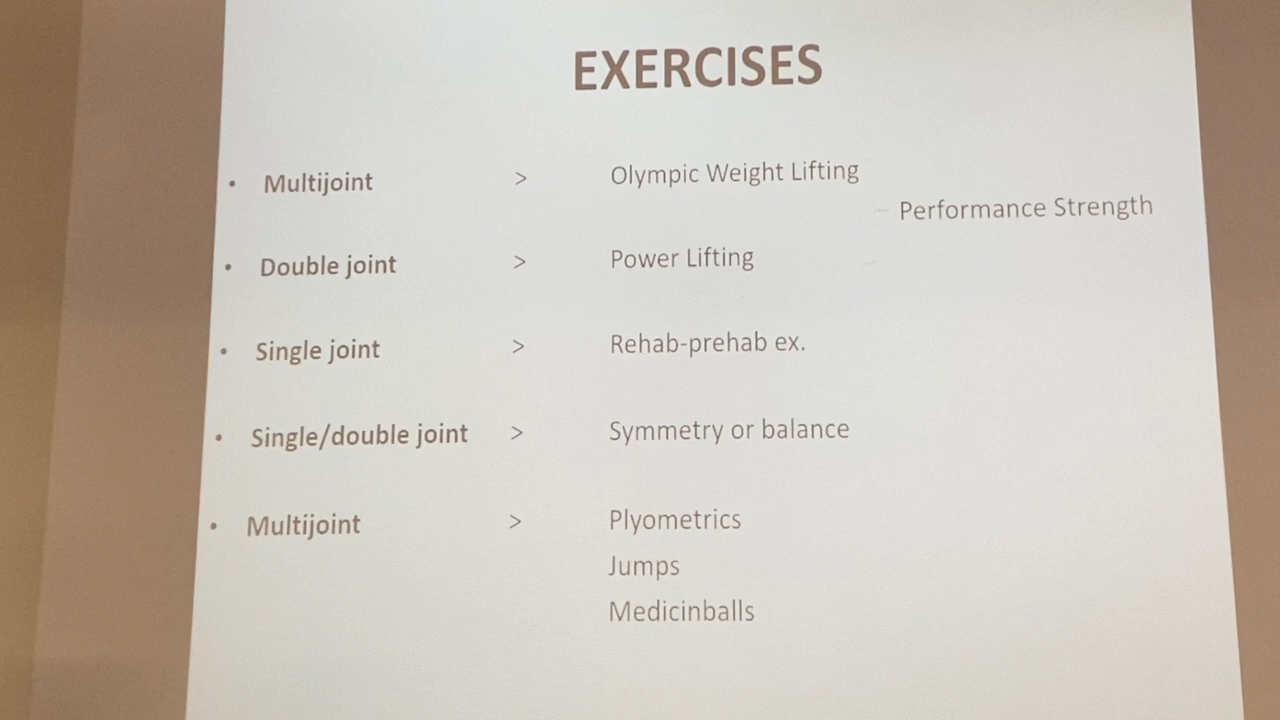 EXERCISES
• Multijoint > Olympic Weight Lifting
Performance Strength
• Double joint > Power Lifting
• Single joint > Rehab-prehab ex.
• Single/double joint > Symmetry or balance
• Multijoint > Plyometrics
Jumps
Medicinballs